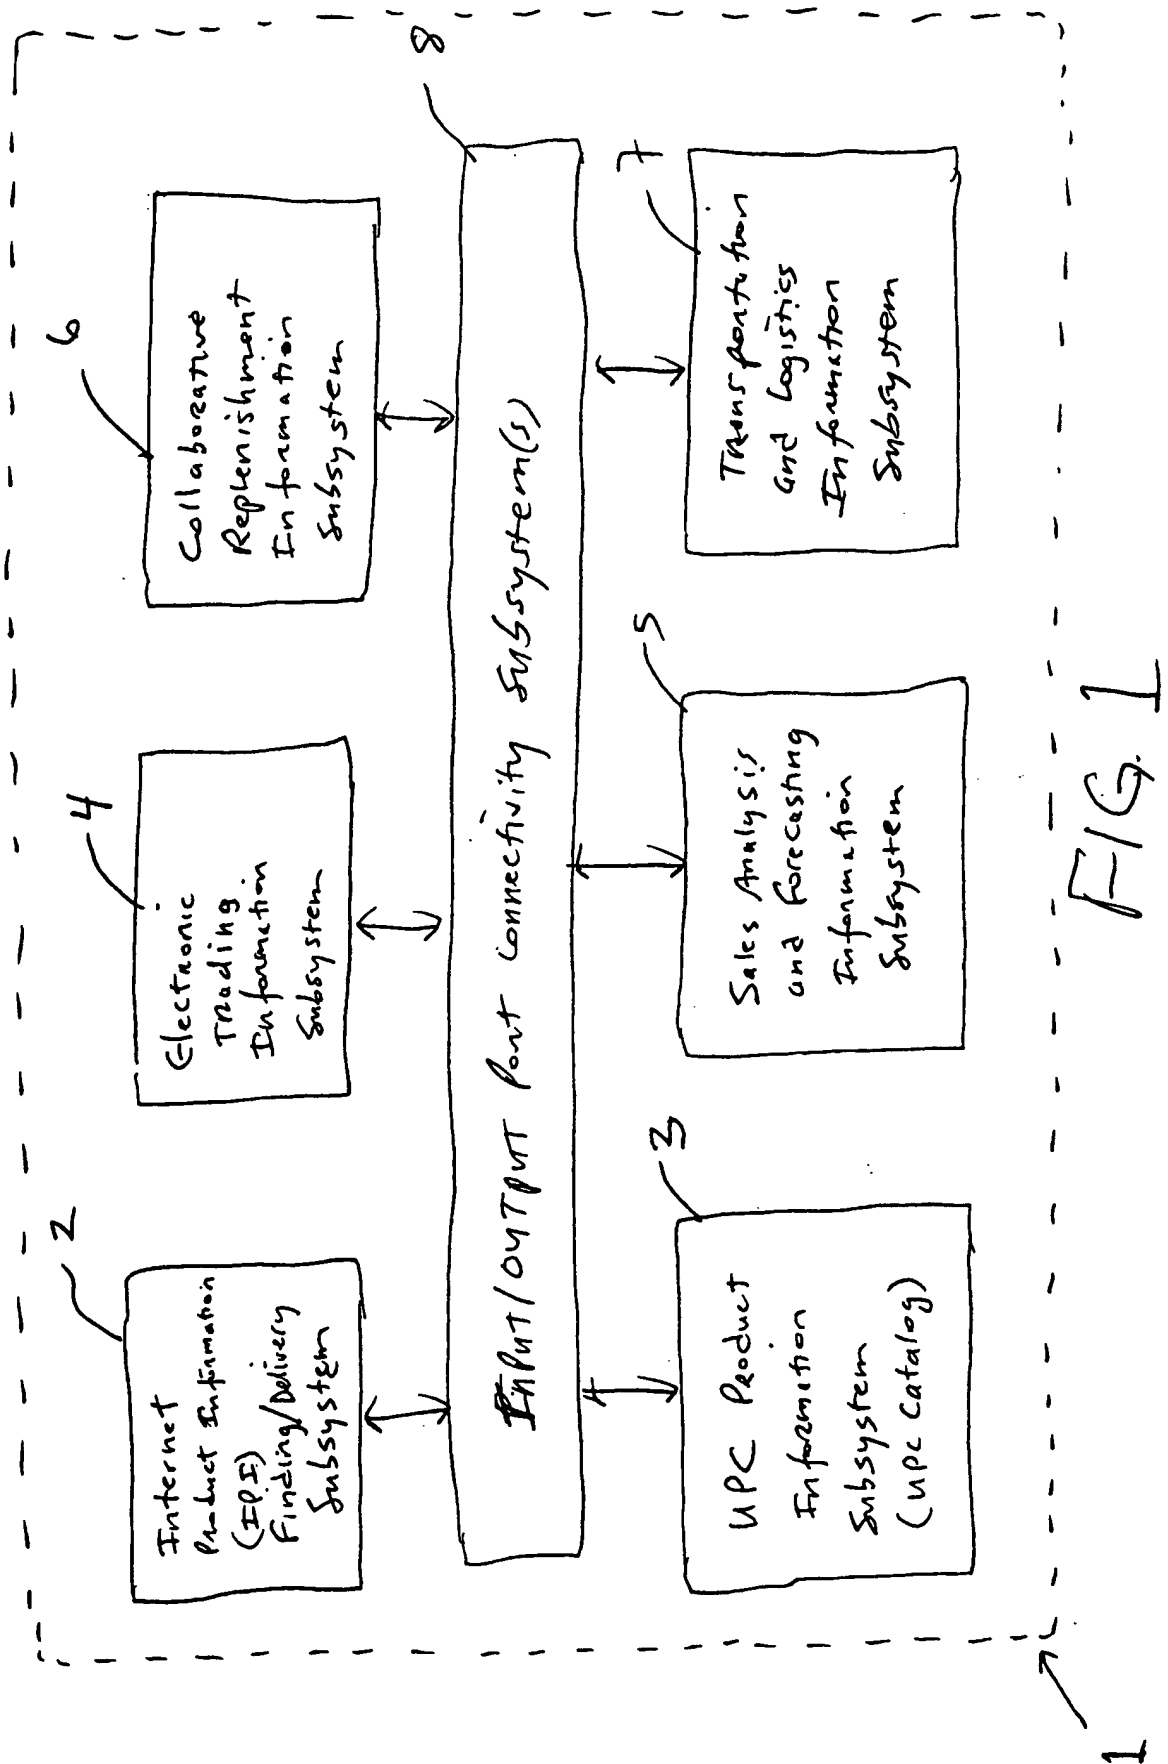 2
Internet
Product Information
(IPI)
Finding/Delivery
Subsystem
4
Electronic
Trading
Information
Subsystem
6
Collaborative
Replenishment
Information
Subsystem
8
Input/Output Port Connectivity Subsystem(s)
3
UPC Product
Information
Subsystem
(UPC Catalog)
5
Sales Analysis
and Forecasting
Information
Subsystem
7
Transportation
and Logistics
Information
Subsystem
1
FIG. 1